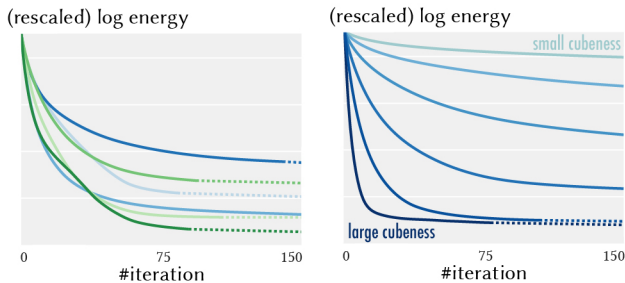 (rescaled) log energy
0 75 150
#iteration
(rescaled) log energy
small cubeness
large cubeness
0 75 150
#iteration